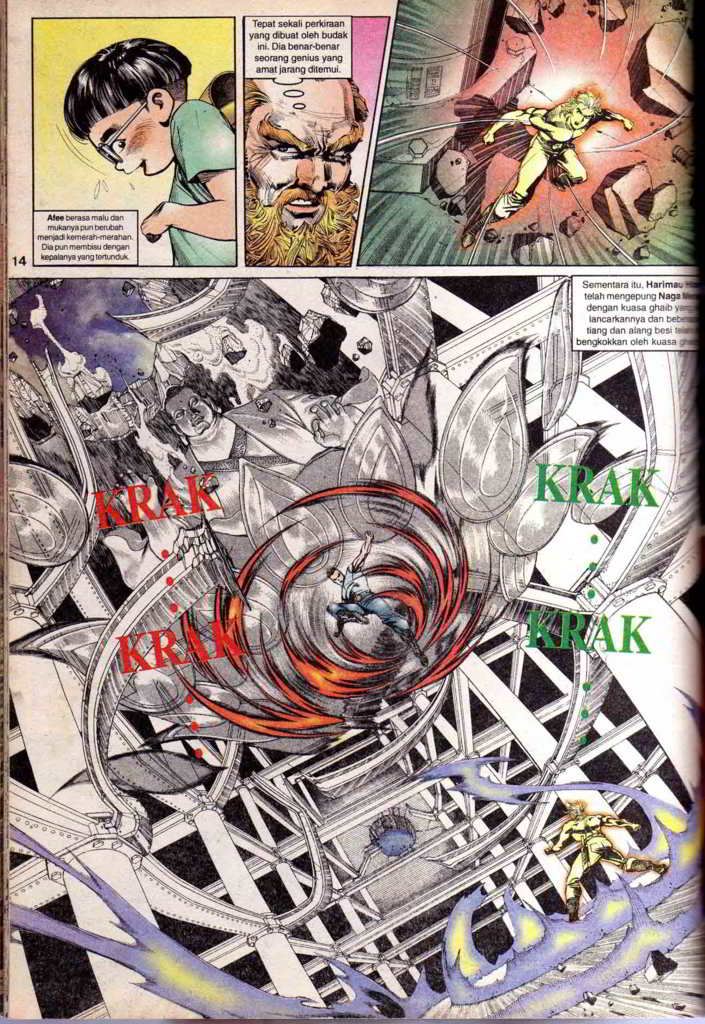 Tepat sekali perkiraan
yang dibuat oleh budak
ini. Dia benar-benar
seorang genius yang
amat jarang ditemui.
Afee berasa malu dan
mukanya pun berubah
menjadi kemerah-merahan.
Dia pun membisu dengan
kepalanya yang tertunduk.
14
Sementara itu, Harimau
telah mengepung Naga
dengan kuasa ghaib
lancarkannya dan
tiang dan alang besi
bengkokkan oleh kuasa
KRAK
KRAK
KRAK
KRAK